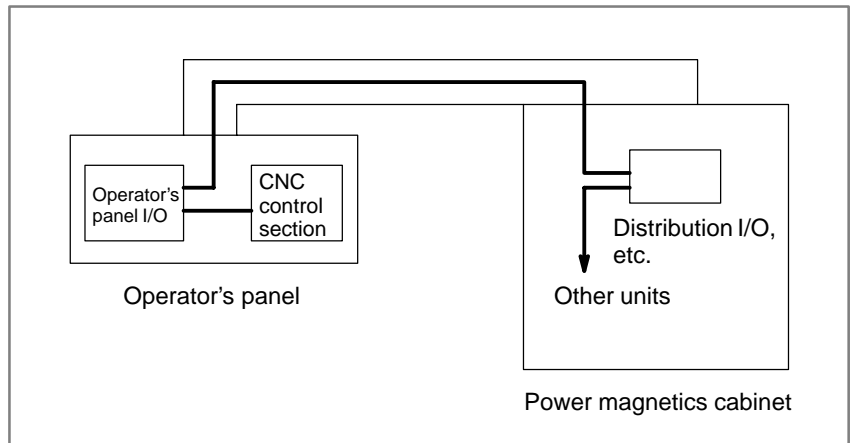 Operator’s
panel I/O
CNC
control
section
Operator’s panel
Distribution I/O,
etc.
Other units
Power magnetics cabinet